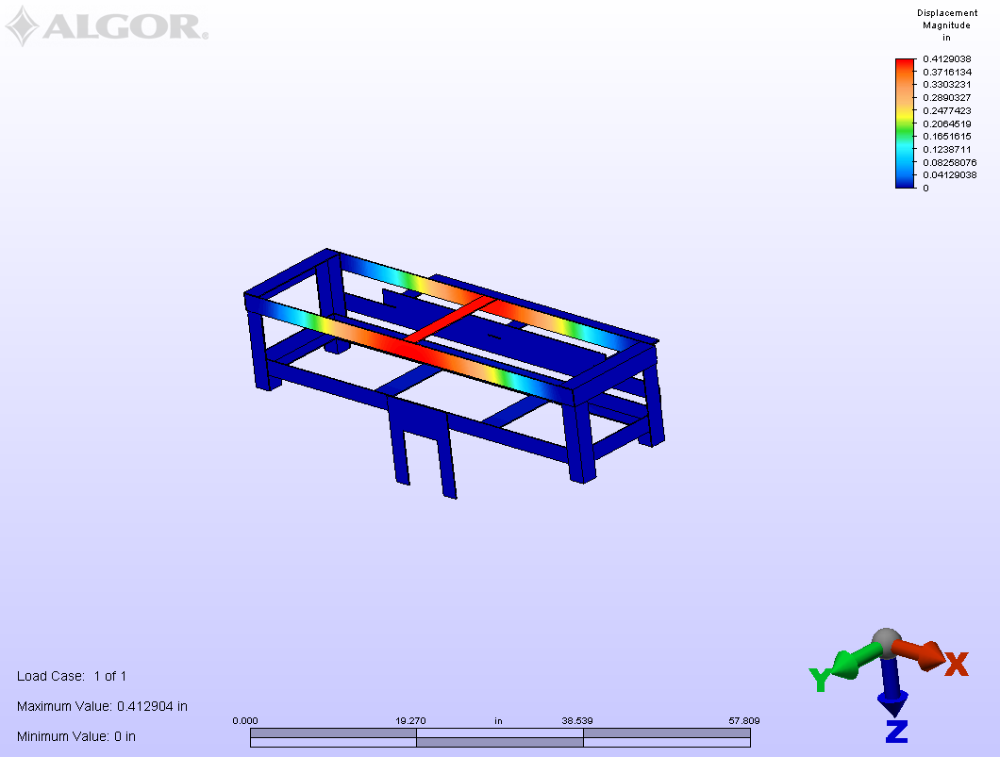 ALGOR®
Displacement
Magnitude
in
0.4129038
0.3716134
0.3303231
0.2890327
0.2477423
0.2064519
0.1651615
0.1238711
0.08258076
0.04129038
0
Y
X
Z
Load Case: 1 of 1
Maximum Value: 0.412904 in
Minimum Value: 0 in
0.000 19.270 in 38.539 57.809